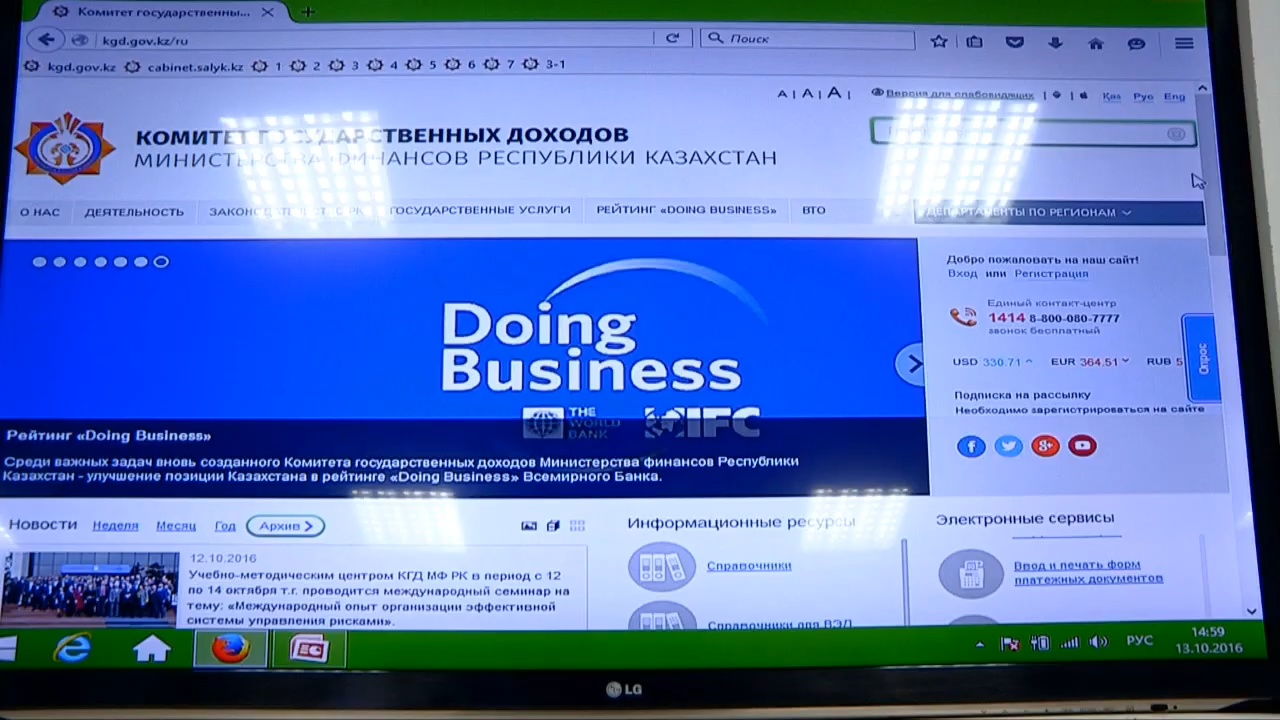 Комитет государственны...
kgd.gov.kz/ru
Поиск
kgd.gov.kz cabinet.salyk.kz 1 2 3 4 5 6 7 3-1
A | A | A | Версия для слабовидящих | | Қаз Рус Eng
КОМИТЕТ ГОСУДАРСТВЕННЫХ ДОХОДОВ
МИНИСТЕРСТВА ФИНАНСОВ РЕСПУБЛИКИ КАЗАХСТАН
О НАС ДЕЯТЕЛЬНОСТЬ ЗАКОНОДАТЕЛЬСТВО РК ГОСУДАРСТВЕННЫЕ УСЛУГИ РЕЙТИНГ «DOING BUSINESS» ВТО ДЕПАРТАМЕНТЫ ПО РЕГИОНАМ
Doing
Business
THE
WORLD
BANK
IFC
Рейтинг «Doing Business»
Среди важных задач вновь созданного Комитета государственных доходов Министерства финансов Республики
Казахстан - улучшение позиции Казахстана в рейтинге «Doing Business» Всемирного Банка.
Добро пожаловать на наш сайт!
Вход или Регистрация
Единый контакт-центр
1414 8-800-080-7777
звонок бесплатный
USD 330.71 EUR 364.51 RUB 5
Опрос
Подписка на рассылку
Необходимо зарегистрироваться на сайте
Новости Неделя Месяц Год Архив
12.10.2016
Учебно-методическим центром КГД МФ РК в период с 12
по 14 октября т.г. проводится международный семинар на
тему: «Международный опыт организации эффективной
системы управления рисками».
Информационные ресурсы
Справочники
Справочники для ВЭД
Электронные сервисы
Ввод и печать форм
платежных документов
РУС
14:59
13.10.2016
LG